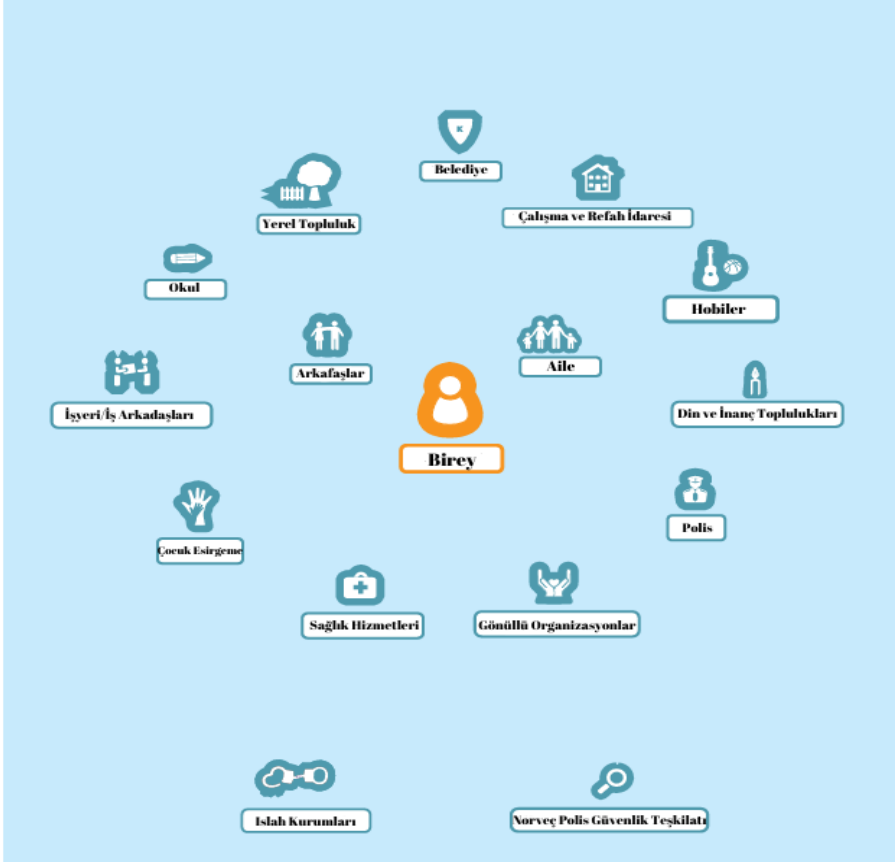 K
Belediye
Yerel Topluluk
Çalışma ve Refah İdaresi
Okul
Hobiler
Arkafaşlar
Aile
İşyeri/İş Arkadaşları
Din ve İnanç Toplulukları
Birey
Polis
Çocuk Esirgeme
Sağlık Hizmetleri
Gönüllü Organizasyonlar
Islah Kurumları
Norveç Polis Güvenlik Teşkilatı